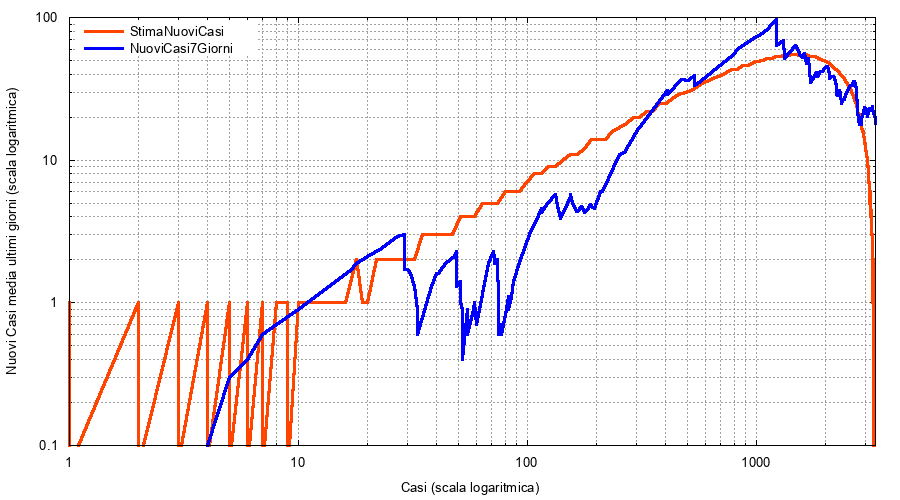 StimaNuoviCasi
NuoviCasi7Giorni
Nuovi Casi media ultimi giorni (scala logaritmica)
100
10
1
0.1
1
10
100
1000
Casi (scala logaritmica)